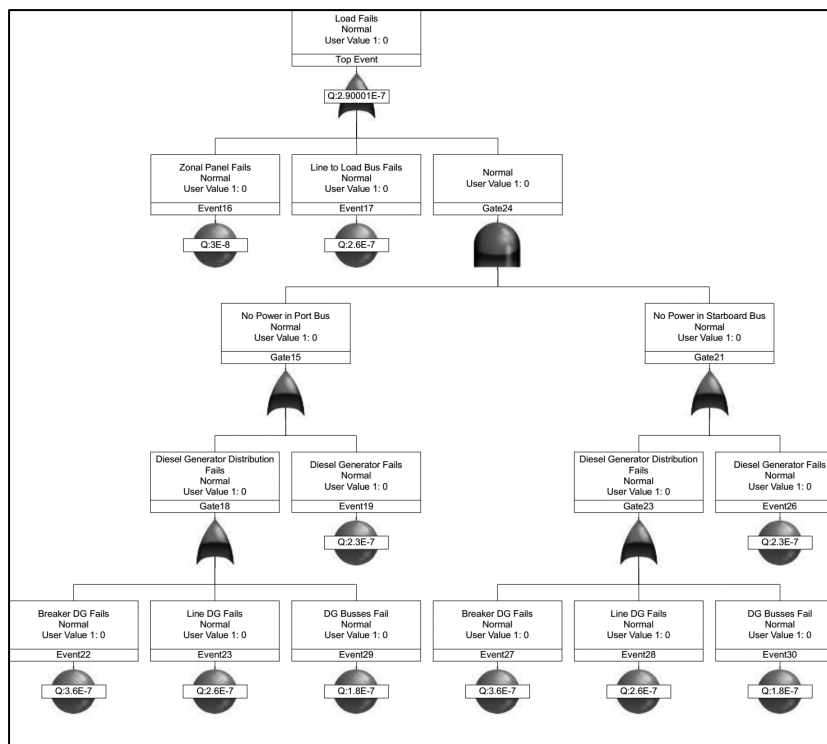 Load Fails
Normal
User Value 1: 0
Top Event
Q:2.90001E-7
Zonal Panel Fails
Normal
User Value 1: 0
Event16
Q:3E-8
Line to Load Bus Fails
Normal
User Value 1: 0
Event17
Q:2.6E-7
Normal
User Value 1: 0
Gate24
No Power in Port Bus
Normal
User Value 1: 0
Gate15
No Power in Starboard Bus
Normal
User Value 1: 0
Gate21
Diesel Generator Distribution
Fails
Normal
User Value 1: 0
Gate18
Diesel Generator Fails
Normal
User Value 1: 0
Event19
Q:2.3E-7
Diesel Generator Distribution
Fails
Normal
User Value 1: 0
Gate23
Diesel Generator Fails
Normal
User Value 1: 0
Event26
Q:2.3E-7
Breaker DG Fails
Normal
User Value 1: 0
Event22
Q:3.6E-7
Line DG Fails
Normal
User Value 1: 0
Event23
Q:2.6E-7
DG Busses Fail
Normal
User Value 1: 0
Event29
Q:1.8E-7
Breaker DG Fails
Normal
User Value 1: 0
Event27
Q:3.6E-7
Line DG Fails
Normal
User Value 1: 0
Event28
Q:2.6E-7
DG Busses Fail
Normal
User Value 1: 0
Event30
Q:1.8E-7